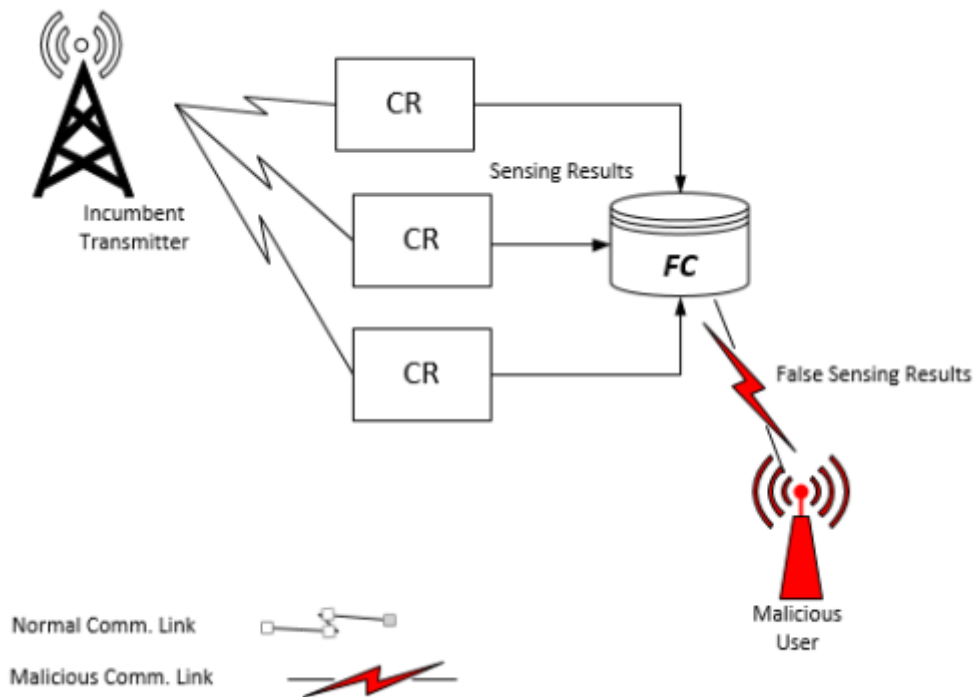 CR
Sensing Results
Incumbent
Transmitter
CR
FC
CR
False Sensing Results
Malicious
User
Normal Comm. Link
Malicious Comm. Link